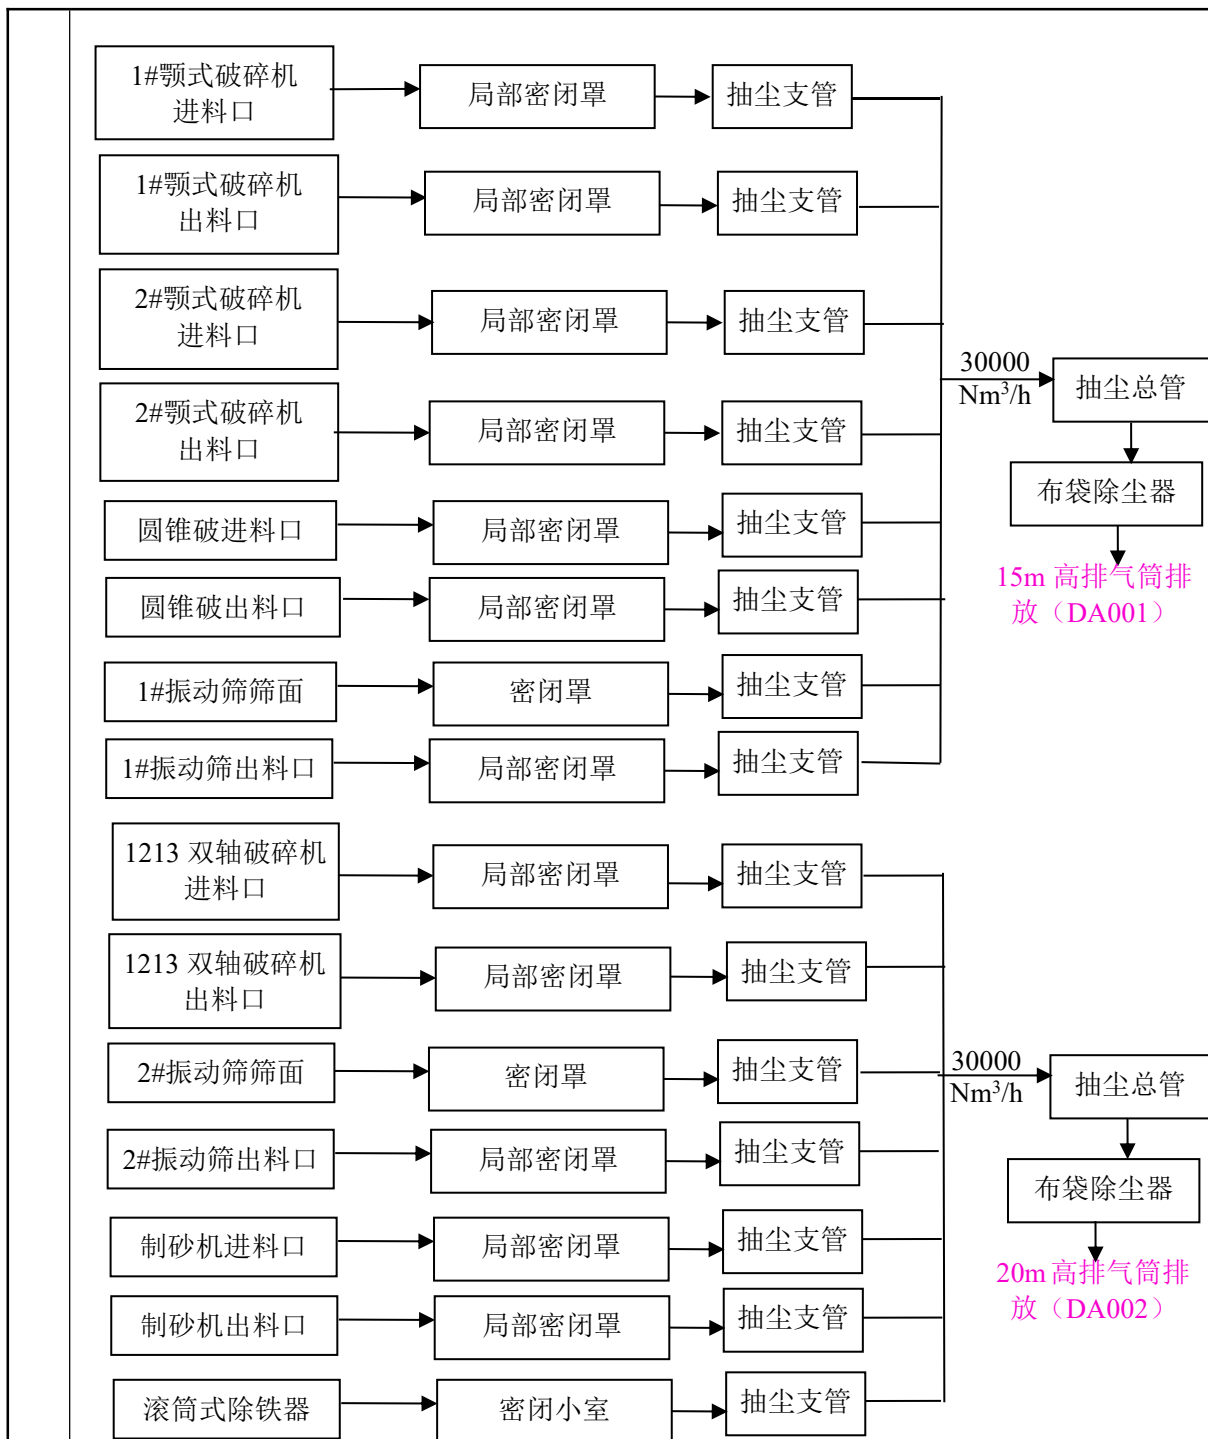 1#颚式破碎机
进料口
局部密闭罩
抽尘支管
1#颚式破碎机
出料口
局部密闭罩
抽尘支管
2#颚式破碎机
进料口
局部密闭罩
抽尘支管
2#颚式破碎机
出料口
局部密闭罩
抽尘支管
圆锥破进料口
局部密闭罩
抽尘支管
圆锥破出料口
局部密闭罩
抽尘支管
1#振动筛筛面
密闭罩
抽尘支管
1#振动筛出料口
局部密闭罩
抽尘支管
30000
Nm³/h
抽尘总管
布袋除尘器
15m 高排气筒排
放（DA001）
1213 双轴破碎机
进料口
局部密闭罩
抽尘支管
1213 双轴破碎机
出料口
局部密闭罩
抽尘支管
2#振动筛筛面
密闭罩
抽尘支管
2#振动筛出料口
局部密闭罩
抽尘支管
制砂机进料口
局部密闭罩
抽尘支管
制砂机出料口
局部密闭罩
抽尘支管
滚筒式除铁器
密闭小室
抽尘支管
30000
Nm³/h
抽尘总管
布袋除尘器
20m 高排气筒排
放（DA002）